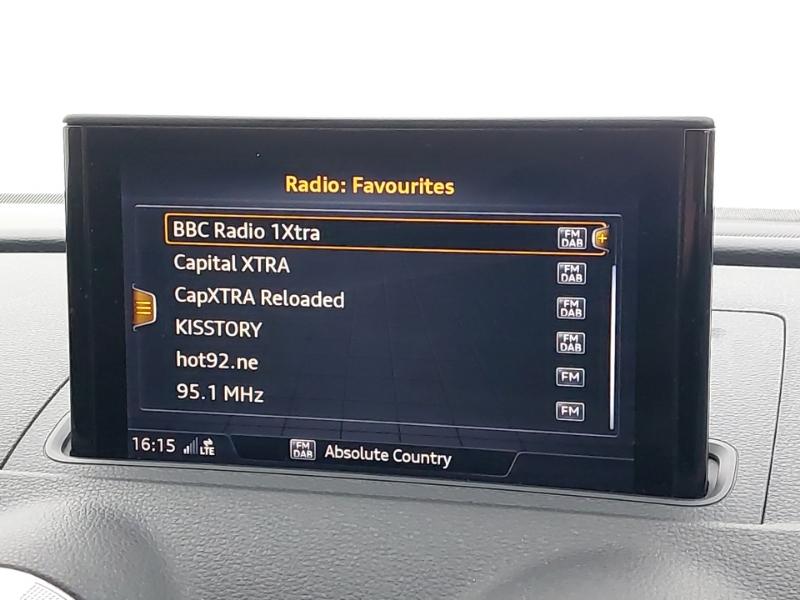 Radio: Favourites
BBC Radio 1Xtra FM DAB +
Capital XTRA FM DAB
CapXTRA Reloaded FM DAB
KISSTORY FM DAB
hot92.ne FM
95.1 MHz FM
16:15 LTE FM DAB Absolute Country